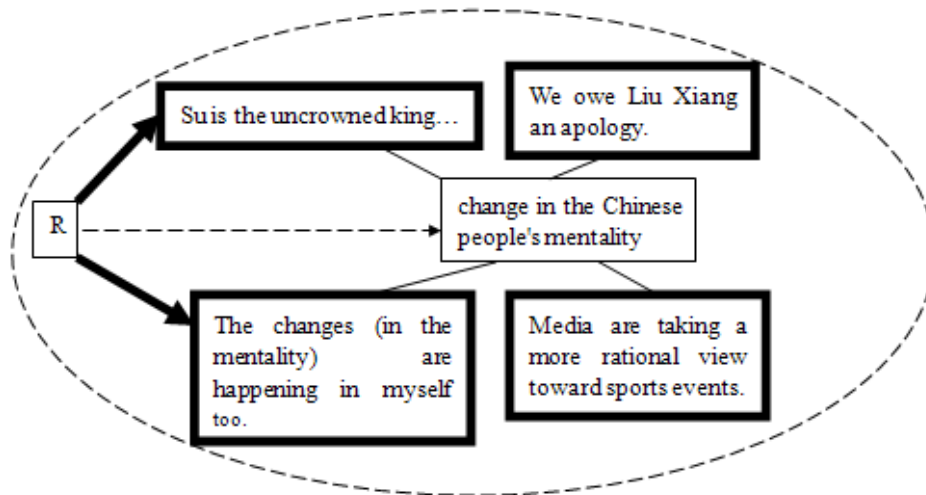 Su is the uncrowned king…
We owe Liu Xiang
an apology.
R
change in the Chinese
people's mentality
The changes (in the
mentality) are
happening in myself
too.
Media are taking a
more rational view
toward sports events.